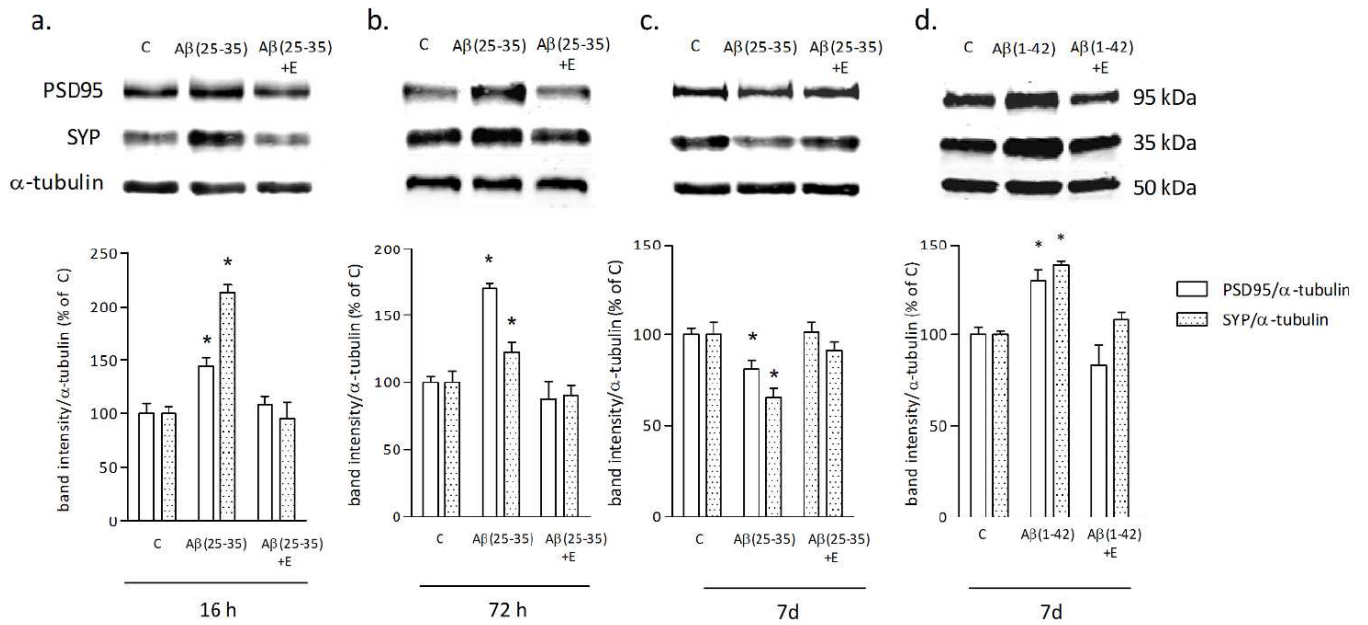 a.
b.
c.
d.
C Aβ(25-35) Aβ(25-35)
+E
C Aβ(25-35) Aβ(25-35)
+E
C Aβ(25-35) Aβ(25-35)
+E
C Aβ(1-42) Aβ(1-42)
+E
PSD95
95 kDa
SYP
35 kDa
α-tubulin
50 kDa
band intensity/α-tubulin (% of C)
250
200
150
100
50
0
*
*
C Aβ(25-35) Aβ(25-35)
+E
16 h
band intensity/α-tubulin (% of C)
200
150
100
50
0
*
*
C Aβ(25-35) Aβ(25-35)
+E
72 h
band intensity/α-tubulin (% of C)
150
100
50
0
*
*
C Aβ(25-35) Aβ(25-35)
+E
7d
band intensity/ α-tubulin (% of C)
150
100
50
0
* *
C Aβ(1-42) Aβ(1-42)
+E
7d
PSD95/α-tubulin
SYP/α-tubulin